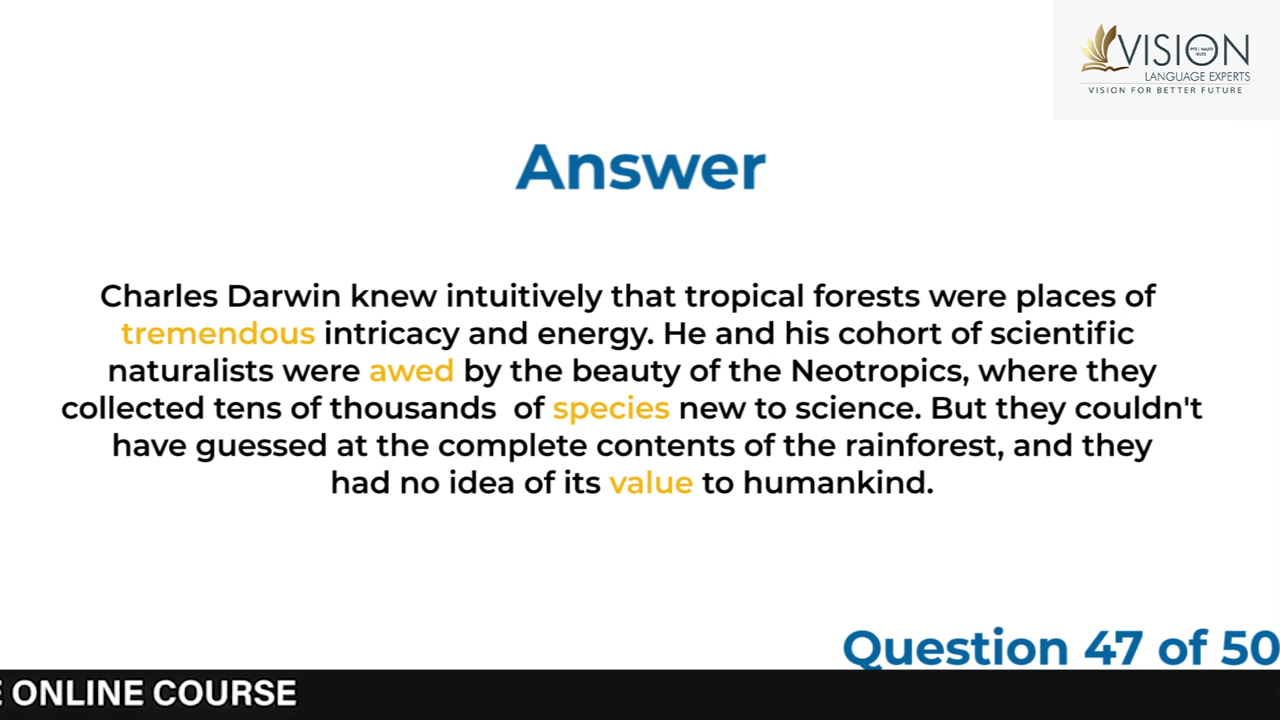 VISION
LANGUAGE EXPERTS
VISION FOR BETTER FUTURE
Answer
Charles Darwin knew intuitively that tropical forests were places of
tremendous intricacy and energy. He and his cohort of scientific
naturalists were awed by the beauty of the Neotropics, where they
collected tens of thousands of species new to science. But they couldn't
have guessed at the complete contents of the rainforest, and they
had no idea of its value to humankind.
Question 47 of 50
E ONLINE COURSE